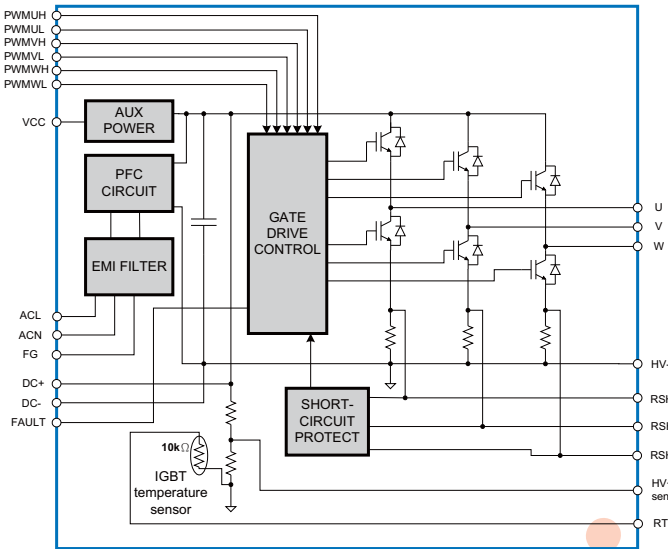 PWMUH
PWMUL
PWMVH
PWMVL
PWMWH
PWMWL
VCC
AUX
POWER
PFC
CIRCUIT
EMI FILTER
GATE
DRIVE
CONTROL
U
V
W
ACL
ACN
FG
DC+
DC-
FAULT
HV-
SHORT-
CIRCUIT
PROTECT
10kΩ
IGBT
temperature
sensor
RT